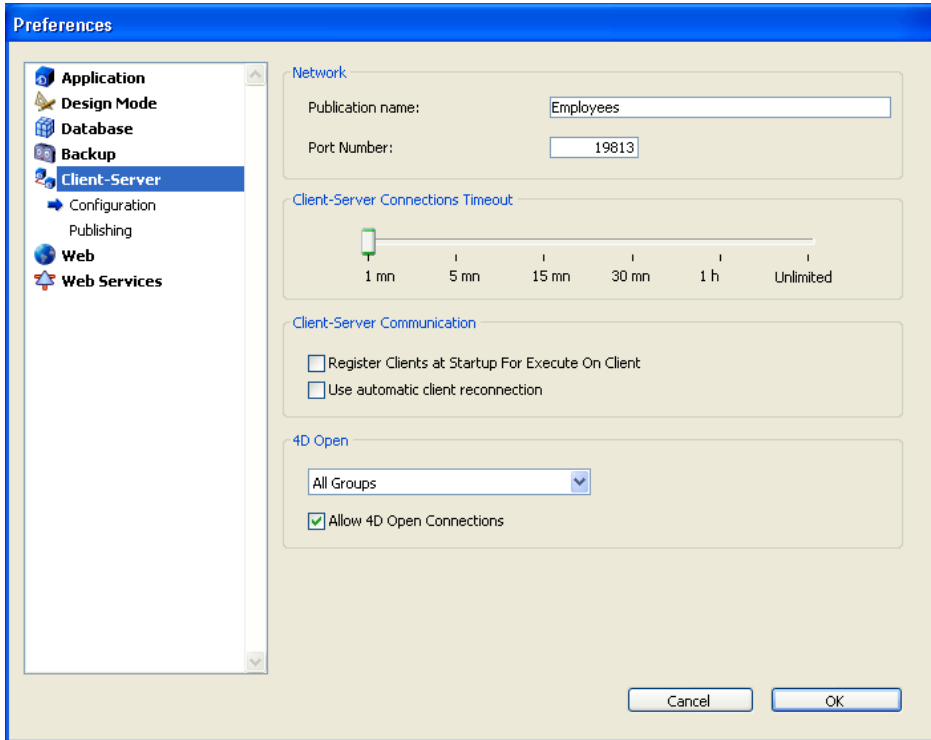 Preferences
Application
Design Mode
Database
Backup
Client-Server
Configuration
Publishing
Web
Web Services
Network
Publication name: Employees
Port Number: 19813
Client-Server Connections Timeout
1 mn 5 mn 15 mn 30 mn 1 h Unlimited
Client-Server Communication
Register Clients at Startup For Execute On Client
Use automatic client reconnection
4D Open
All Groups
Allow 4D Open Connections
Cancel OK